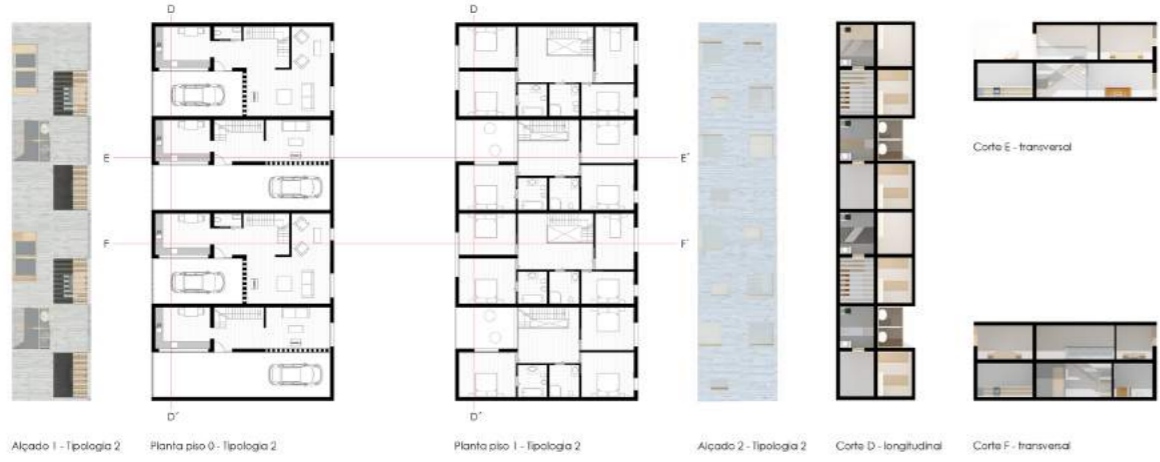 D
D
E
E'
F
F'
Corte E - transversal
D'
D'
Alçado 1 - Tipologia 2
Planta piso 0 - Tipologia 2
Planta piso 1 - Tipologia 2
Alçado 2 - Tipologia 2
Corte D - longitudinal
Corte F - transversal